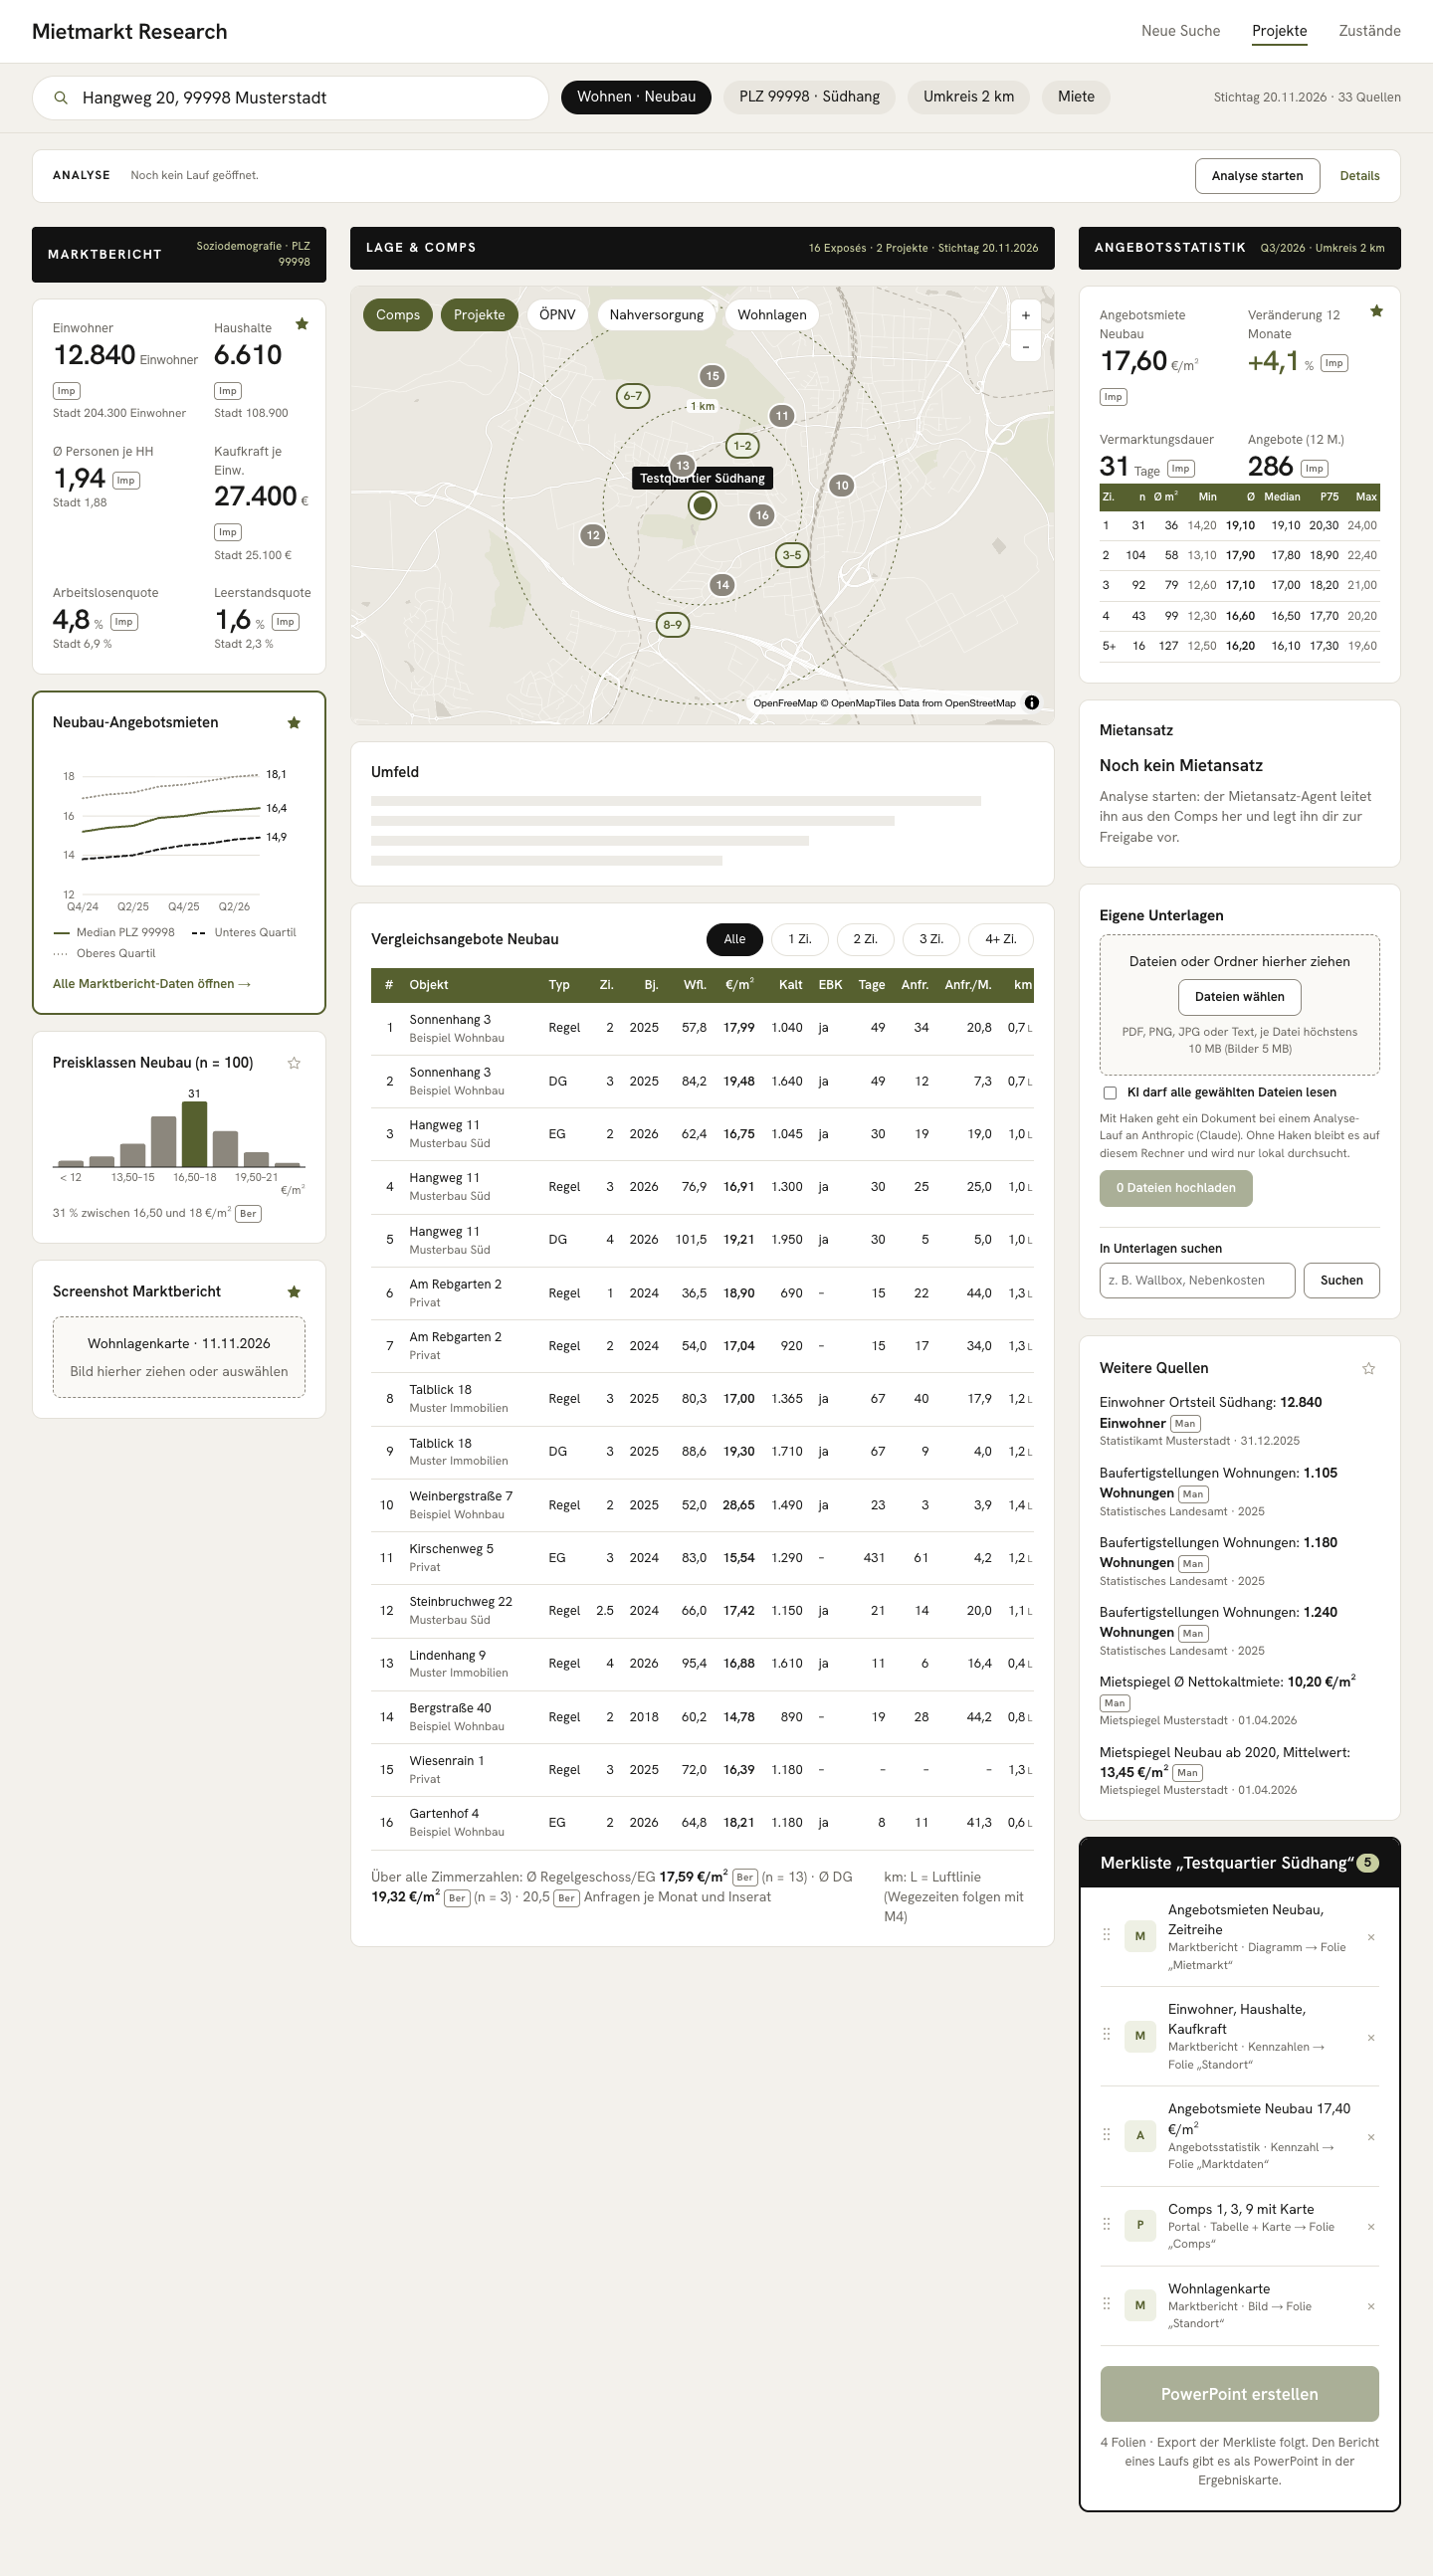 Mietmarkt Research
Neue Suche Projekte Zustände
Hangweg 20, 99998 Musterstadt
Wohnen · Neubau PLZ 99998 · Südhang Umkreis 2 km Miete
Stichtag 20.11.2026 · 33 Quellen
ANALYSE Noch kein Lauf geöffnet.
Analyse starten Details
MARKTBERICHT
Soziodemografie · PLZ
99998
Einwohner
12.840 Einwohner
Imp
Stadt 204.300 Einwohner
Haushalte
6.610
Imp
Stadt 108.900
Ø Personen je HH
1,94 Imp
Stadt 1,88
Kaufkraft je
Einw.
27.400 €
Imp
Stadt 25.100 €
Arbeitslosenquote
4,8 % Imp
Stadt 6,9 %
Leerstandsquote
1,6 % Imp
Stadt 2,3 %
Neubau-Angebotsmieten
18
16
14
12
18,1
16,4
14,9
Q4/24 Q2/25 Q4/25 Q2/26
Median PLZ 99998 Unteres Quartil
Oberes Quartil
Alle Marktbericht-Daten öffnen →
Preisklassen Neubau (n = 100)
31
< 12 13,50–15 16,50–18 19,50–21
€/m²
31 % zwischen 16,50 und 18 €/m² Ber
Screenshot Marktbericht
Wohnlagenkarte · 11.11.2026
Bild hierher ziehen oder auswählen
LAGE & COMPS
16 Exposés · 2 Projekte · Stichtag 20.11.2026
Comps Projekte ÖPNV Nahversorgung Wohnlagen
+
−
15
6–7
1 km
11
1–2
13
Testquartier Südhang
10
16
12
3–5
14
8–9
OpenFreeMap © OpenMapTiles Data from OpenStreetMap
Umfeld
Vergleichsangebote Neubau
Alle 1 Zi. 2 Zi. 3 Zi. 4+ Zi.
# Objekt Typ Zi. Bj. Wfl. €/m² Kalt EBK Tage Anfr. Anfr./M. km
1 Sonnenhang 3 Regel 2 2025 57,8 17,99 1.040 ja 49 34 20,8 0,7 L
Beispiel Wohnbau
2 Sonnenhang 3 DG 3 2025 84,2 19,48 1.640 ja 49 12 7,3 0,7 L
Beispiel Wohnbau
3 Hangweg 11 EG 2 2026 62,4 16,75 1.045 ja 30 19 19,0 1,0 L
Musterbau Süd
4 Hangweg 11 Regel 3 2026 76,9 16,91 1.300 ja 30 25 25,0 1,0 L
Musterbau Süd
5 Hangweg 11 DG 4 2026 101,5 19,21 1.950 ja 30 5 5,0 1,0 L
Musterbau Süd
6 Am Rebgarten 2 Regel 1 2024 36,5 18,90 690 – 15 22 44,0 1,3 L
Privat
7 Am Rebgarten 2 Regel 2 2024 54,0 17,04 920 – 15 17 34,0 1,3 L
Privat
8 Talblick 18 Regel 3 2025 80,3 17,00 1.365 ja 67 40 17,9 1,2 L
Muster Immobilien
9 Talblick 18 DG 3 2025 88,6 19,30 1.710 ja 67 9 4,0 1,2 L
Muster Immobilien
10 Weinbergstraße 7 Regel 2 2025 52,0 28,65 1.490 ja 23 3 3,9 1,4 L
Beispiel Wohnbau
11 Kirschenweg 5 EG 3 2024 83,0 15,54 1.290 – 431 61 4,2 1,2 L
Privat
12 Steinbruchweg 22 Regel 2.5 2024 66,0 17,42 1.150 ja 21 14 20,0 1,1 L
Musterbau Süd
13 Lindenhang 9 Regel 4 2026 95,4 16,88 1.610 ja 11 6 16,4 0,4 L
Muster Immobilien
14 Bergstraße 40 Regel 2 2018 60,2 14,78 890 – 19 28 44,2 0,8 L
Beispiel Wohnbau
15 Wiesenrain 1 Regel 3 2025 72,0 16,39 1.180 – – – – 1,3 L
Privat
16 Gartenhof 4 EG 2 2026 64,8 18,21 1.180 ja 8 11 41,3 0,6 L
Beispiel Wohnbau
Über alle Zimmerzahlen: Ø Regelgeschoss/EG 17,59 €/m² Ber (n = 13) · Ø DG
19,32 €/m² Ber (n = 3) · 20,5 Ber Anfragen je Monat und Inserat
km: L = Luftlinie
(Wegezeiten folgen mit
M4)
ANGEBOTSSTATISTIK Q3/2026 · Umkreis 2 km
Angebotsmiete
Neubau
17,60 €/m²
Imp
Veränderung 12
Monate
+4,1 % Imp
Vermarktungsdauer
31 Tage Imp
Angebote (12 M.)
286 Imp
Zi. n Ø m² Min Ø Median P75 Max
1 31 36 14,20 19,10 19,10 20,30 24,00
2 104 58 13,10 17,90 17,80 18,90 22,40
3 92 79 12,60 17,10 17,00 18,20 21,00
4 43 99 12,30 16,60 16,50 17,70 20,20
5+ 16 127 12,50 16,20 16,10 17,30 19,60
Mietansatz
Noch kein Mietansatz
Analyse starten: der Mietansatz-Agent leitet
ihn aus den Comps her und legt ihn dir zur
Freigabe vor.
Eigene Unterlagen
Dateien oder Ordner hierher ziehen
Dateien wählen
PDF, PNG, JPG oder Text, je Datei höchstens
10 MB (Bilder 5 MB)
KI darf alle gewählten Dateien lesen
Mit Haken geht ein Dokument bei einem Analyse-
Lauf an Anthropic (Claude). Ohne Haken bleibt es auf
diesem Rechner und wird nur lokal durchsucht.
0 Dateien hochladen
In Unterlagen suchen
z. B. Wallbox, Nebenkosten Suchen
Weitere Quellen
Einwohner Ortsteil Südhang: 12.840
Einwohner Man
Statistikamt Musterstadt · 31.12.2025
Baufertigstellungen Wohnungen: 1.105
Wohnungen Man
Statistisches Landesamt · 2025
Baufertigstellungen Wohnungen: 1.180
Wohnungen Man
Statistisches Landesamt · 2025
Baufertigstellungen Wohnungen: 1.240
Wohnungen Man
Statistisches Landesamt · 2025
Mietspiegel Ø Nettokaltmiete: 10,20 €/m²
Man
Mietspiegel Musterstadt · 01.04.2026
Mietspiegel Neubau ab 2020, Mittelwert:
13,45 €/m² Man
Mietspiegel Musterstadt · 01.04.2026
Merkliste „Testquartier Südhang“ 5
M Angebotsmieten Neubau,
Zeitreihe ×
Marktbericht · Diagramm → Folie
„Mietmarkt“
M Einwohner, Haushalte,
Kaufkraft ×
Marktbericht · Kennzahlen →
Folie „Standort“
A Angebotsmiete Neubau 17,40
€/m² ×
Angebotsstatistik · Kennzahl →
Folie „Marktdaten“
P Comps 1, 3, 9 mit Karte ×
Portal · Tabelle + Karte → Folie
„Comps“
M Wohnlagenkarte ×
Marktbericht · Bild → Folie
„Standort“
PowerPoint erstellen
4 Folien · Export der Merkliste folgt. Den Bericht
eines Laufs gibt es als PowerPoint in der
Ergebniskarte.